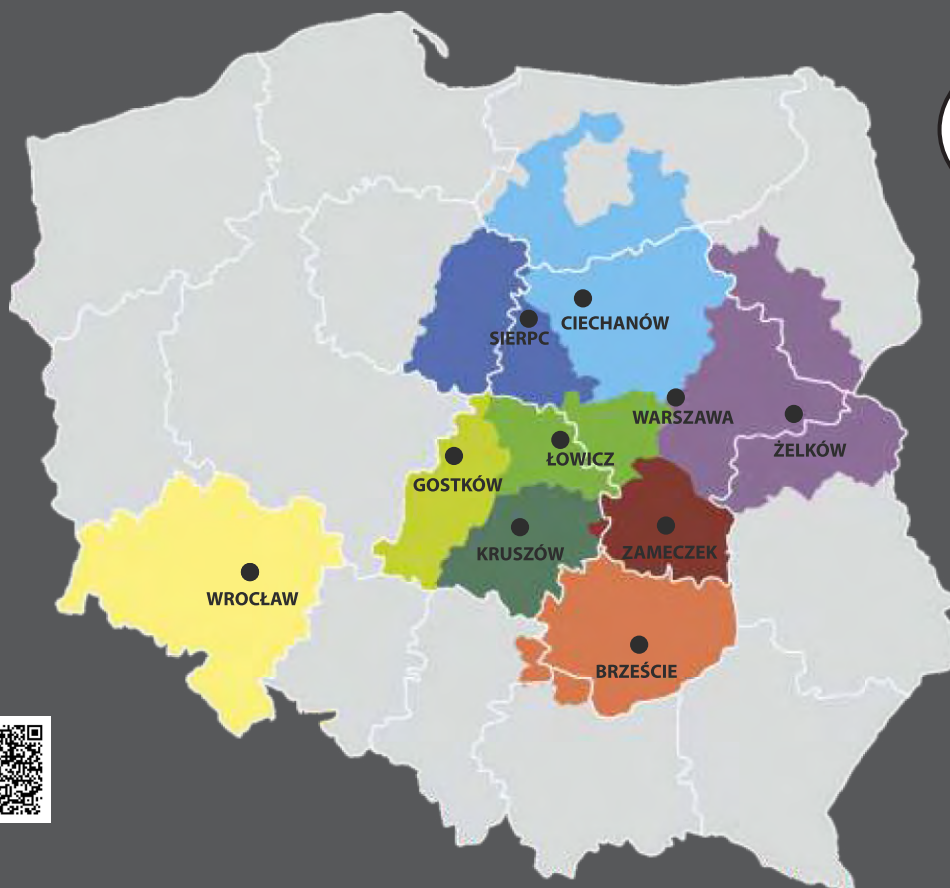 CIECHANÓW
SIERPC
WARSZAWA
ŻELKÓW
ŁOWICZ
GOSTKÓW
KRUSZÓW
ZAMECZEK
WROCŁAW
BRZEŚCIE